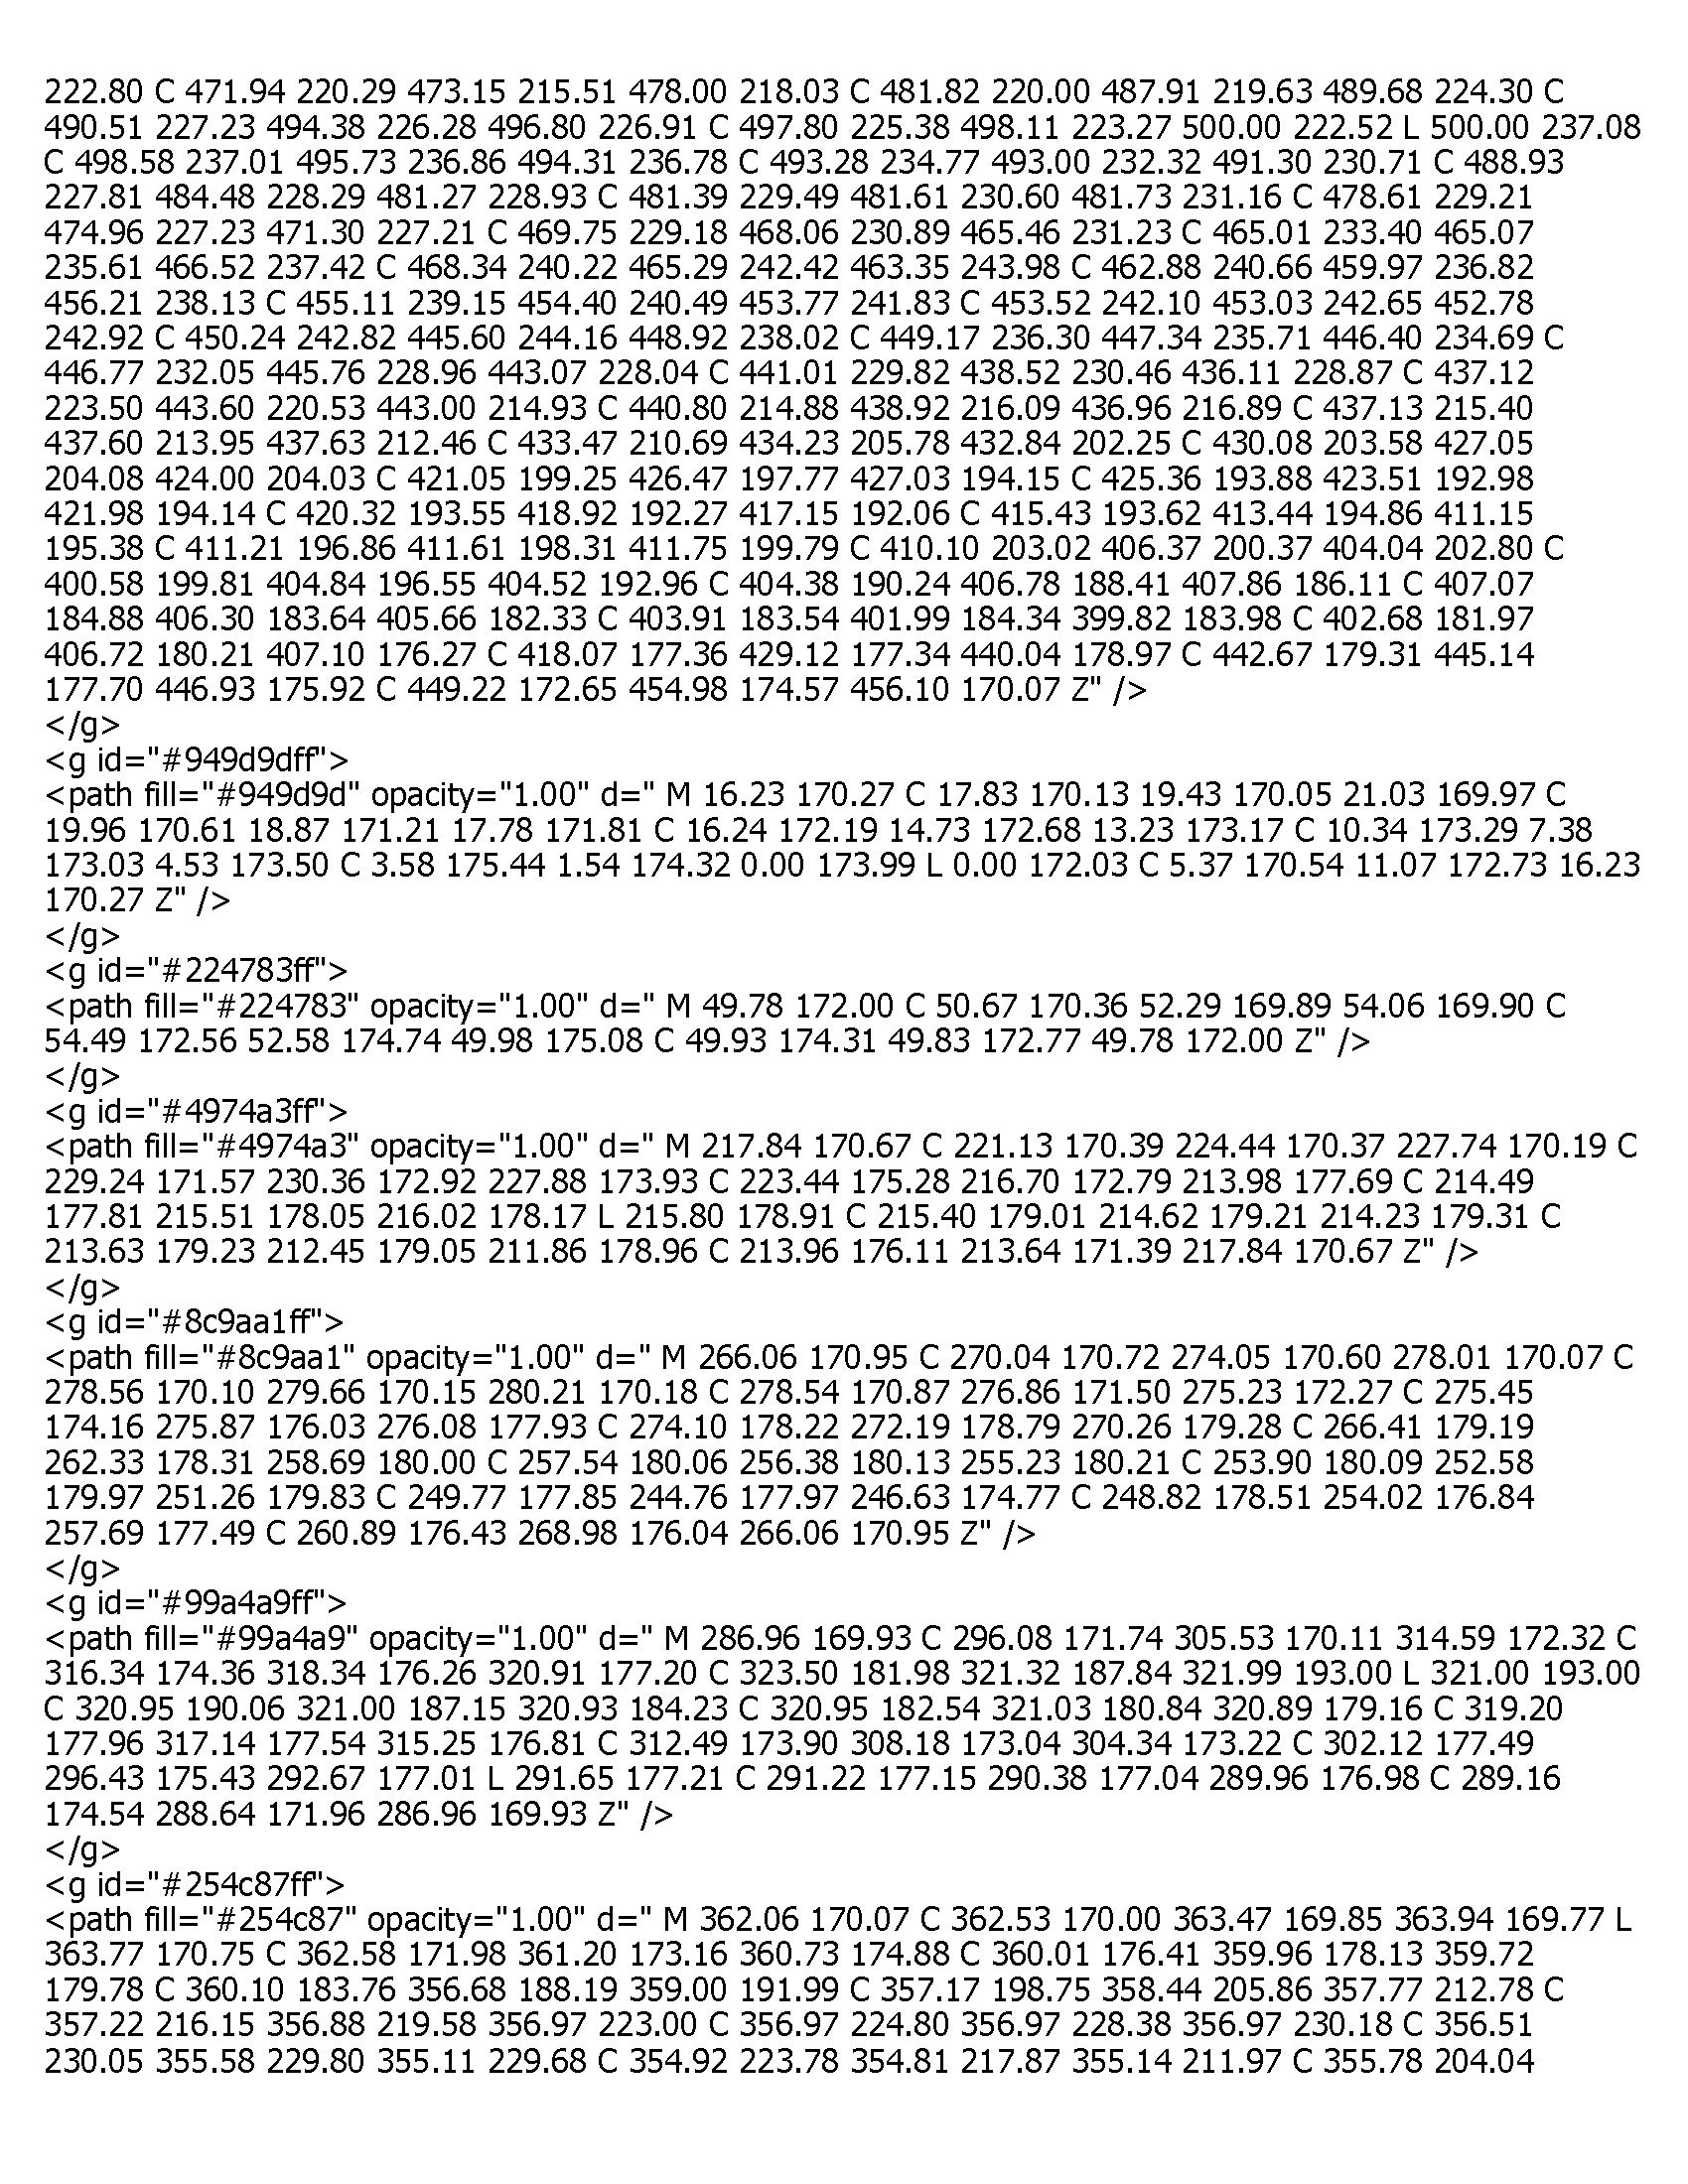 222.80 C 471.94 220.29 473.15 215.51 478.00 218.03 C 481.82 220.00 487.91 219.63 489.68 224.30 C
490.51 227.23 494.38 226.28 496.80 226.91 C 497.80 225.38 498.11 223.27 500.00 222.52 L 500.00 237.08
C 498.58 237.01 495.73 236.86 494.31 236.78 C 493.28 234.77 493.00 232.32 491.30 230.71 C 488.93
227.81 484.48 228.29 481.27 228.93 C 481.39 229.49 481.61 230.60 481.73 231.16 C 478.61 229.21
474.96 227.23 471.30 227.21 C 469.75 229.18 468.06 230.89 465.46 231.23 C 465.01 233.40 465.07
235.61 466.52 237.42 C 468.34 240.22 465.29 242.42 463.35 243.98 C 462.88 240.66 459.97 236.82
456.21 238.13 C 455.11 239.15 454.40 240.49 453.77 241.83 C 453.52 242.10 453.03 242.65 452.78
242.92 C 450.24 242.82 445.60 244.16 448.92 238.02 C 449.17 236.30 447.34 235.71 446.40 234.69 C
446.77 232.05 445.76 228.96 443.07 228.04 C 441.01 229.82 438.52 230.46 436.11 228.87 C 437.12
223.50 443.60 220.53 443.00 214.93 C 440.80 214.88 438.92 216.09 436.96 216.89 C 437.13 215.40
437.60 213.95 437.63 212.46 C 433.47 210.69 434.23 205.78 432.84 202.25 C 430.08 203.58 427.05
204.08 424.00 204.03 C 421.05 199.25 426.47 197.77 427.03 194.15 C 425.36 193.88 423.51 192.98
421.98 194.14 C 420.32 193.55 418.92 192.27 417.15 192.06 C 415.43 193.62 413.44 194.86 411.15
195.38 C 411.21 196.86 411.61 198.31 411.75 199.79 C 410.10 203.02 406.37 200.37 404.04 202.80 C
400.58 199.81 404.84 196.55 404.52 192.96 C 404.38 190.24 406.78 188.41 407.86 186.11 C 407.07
184.88 406.30 183.64 405.66 182.33 C 403.91 183.54 401.99 184.34 399.82 183.98 C 402.68 181.97
406.72 180.21 407.10 176.27 C 418.07 177.36 429.12 177.34 440.04 178.97 C 442.67 179.31 445.14
177.70 446.93 175.92 C 449.22 172.65 454.98 174.57 456.10 170.07 Z" />
</g>
<g id="#949d9dff">
<path fill="#949d9d" opacity="1.00" d=" M 16.23 170.27 C 17.83 170.13 19.43 170.05 21.03 169.97 C
19.96 170.61 18.87 171.21 17.78 171.81 C 16.24 172.19 14.73 172.68 13.23 173.17 C 10.34 173.29 7.38
173.03 4.53 173.50 C 3.58 175.44 1.54 174.32 0.00 173.99 L 0.00 172.03 C 5.37 170.54 11.07 172.73 16.23
170.27 Z" />
</g>
<g id="#224783ff">
<path fill="#224783" opacity="1.00" d=" M 49.78 172.00 C 50.67 170.36 52.29 169.89 54.06 169.90 C
54.49 172.56 52.58 174.74 49.98 175.08 C 49.93 174.31 49.83 172.77 49.78 172.00 Z" />
</g>
<g id="#4974a3ff">
<path fill="#4974a3" opacity="1.00" d=" M 217.84 170.67 C 221.13 170.39 224.44 170.37 227.74 170.19 C
229.24 171.57 230.36 172.92 227.88 173.93 C 223.44 175.28 216.70 172.79 213.98 177.69 C 214.49
177.81 215.51 178.05 216.02 178.17 L 215.80 178.91 C 215.40 179.01 214.62 179.21 214.23 179.31 C
213.63 179.23 212.45 179.05 211.86 178.96 C 213.96 176.11 213.64 171.39 217.84 170.67 Z" />
</g>
<g id="#8c9aa1ff">
<path fill="#8c9aa1" opacity="1.00" d=" M 266.06 170.95 C 270.04 170.72 274.05 170.60 278.01 170.07 C
278.56 170.10 279.66 170.15 280.21 170.18 C 278.54 170.87 276.86 171.50 275.23 172.27 C 275.45
174.16 275.87 176.03 276.08 177.93 C 274.10 178.22 272.19 178.79 270.26 179.28 C 266.41 179.19
262.33 178.31 258.69 180.00 C 257.54 180.06 256.38 180.13 255.23 180.21 C 253.90 180.09 252.58
179.97 251.26 179.83 C 249.77 177.85 244.76 177.97 246.63 174.77 C 248.82 178.51 254.02 176.84
257.69 177.49 C 260.89 176.43 268.98 176.04 266.06 170.95 Z" />
</g>
<g id="#99a4a9ff">
<path fill="#99a4a9" opacity="1.00" d=" M 286.96 169.93 C 296.08 171.74 305.53 170.11 314.59 172.32 C
316.34 174.36 318.34 176.26 320.91 177.20 C 323.50 181.98 321.32 187.84 321.99 193.00 L 321.00 193.00
C 320.95 190.06 321.00 187.15 320.93 184.23 C 320.95 182.54 321.03 180.84 320.89 179.16 C 319.20
177.96 317.14 177.54 315.25 176.81 C 312.49 173.90 308.18 173.04 304.34 173.22 C 302.12 177.49
296.43 175.43 292.67 177.01 L 291.65 177.21 C 291.22 177.15 290.38 177.04 289.96 176.98 C 289.16
174.54 288.64 171.96 286.96 169.93 Z" />
</g>
<g id="#254c87ff">
<path fill="#254c87" opacity="1.00" d=" M 362.06 170.07 C 362.53 170.00 363.47 169.85 363.94 169.77 L
363.77 170.75 C 362.58 171.98 361.20 173.16 360.73 174.88 C 360.01 176.41 359.96 178.13 359.72
179.78 C 360.10 183.76 356.68 188.19 359.00 191.99 C 357.17 198.75 358.44 205.86 357.77 212.78 C
357.22 216.15 356.88 219.58 356.97 223.00 C 356.97 224.80 356.97 228.38 356.97 230.18 C 356.51
230.05 355.58 229.80 355.11 229.68 C 354.92 223.78 354.81 217.87 355.14 211.97 C 355.78 204.04